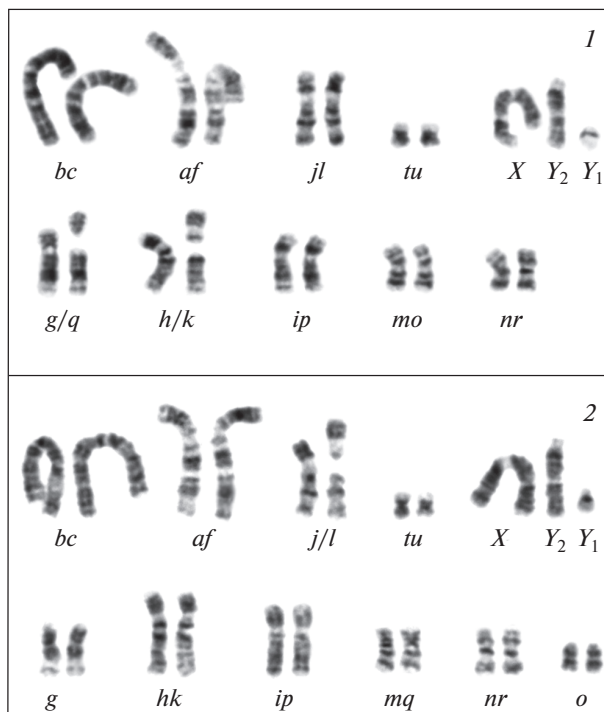 1
bc af jl tu X Y₂ Y₁
g/q h/k ip mo nr
2
bc af j/l tu X Y₂ Y₁
g hk ip mq nr o